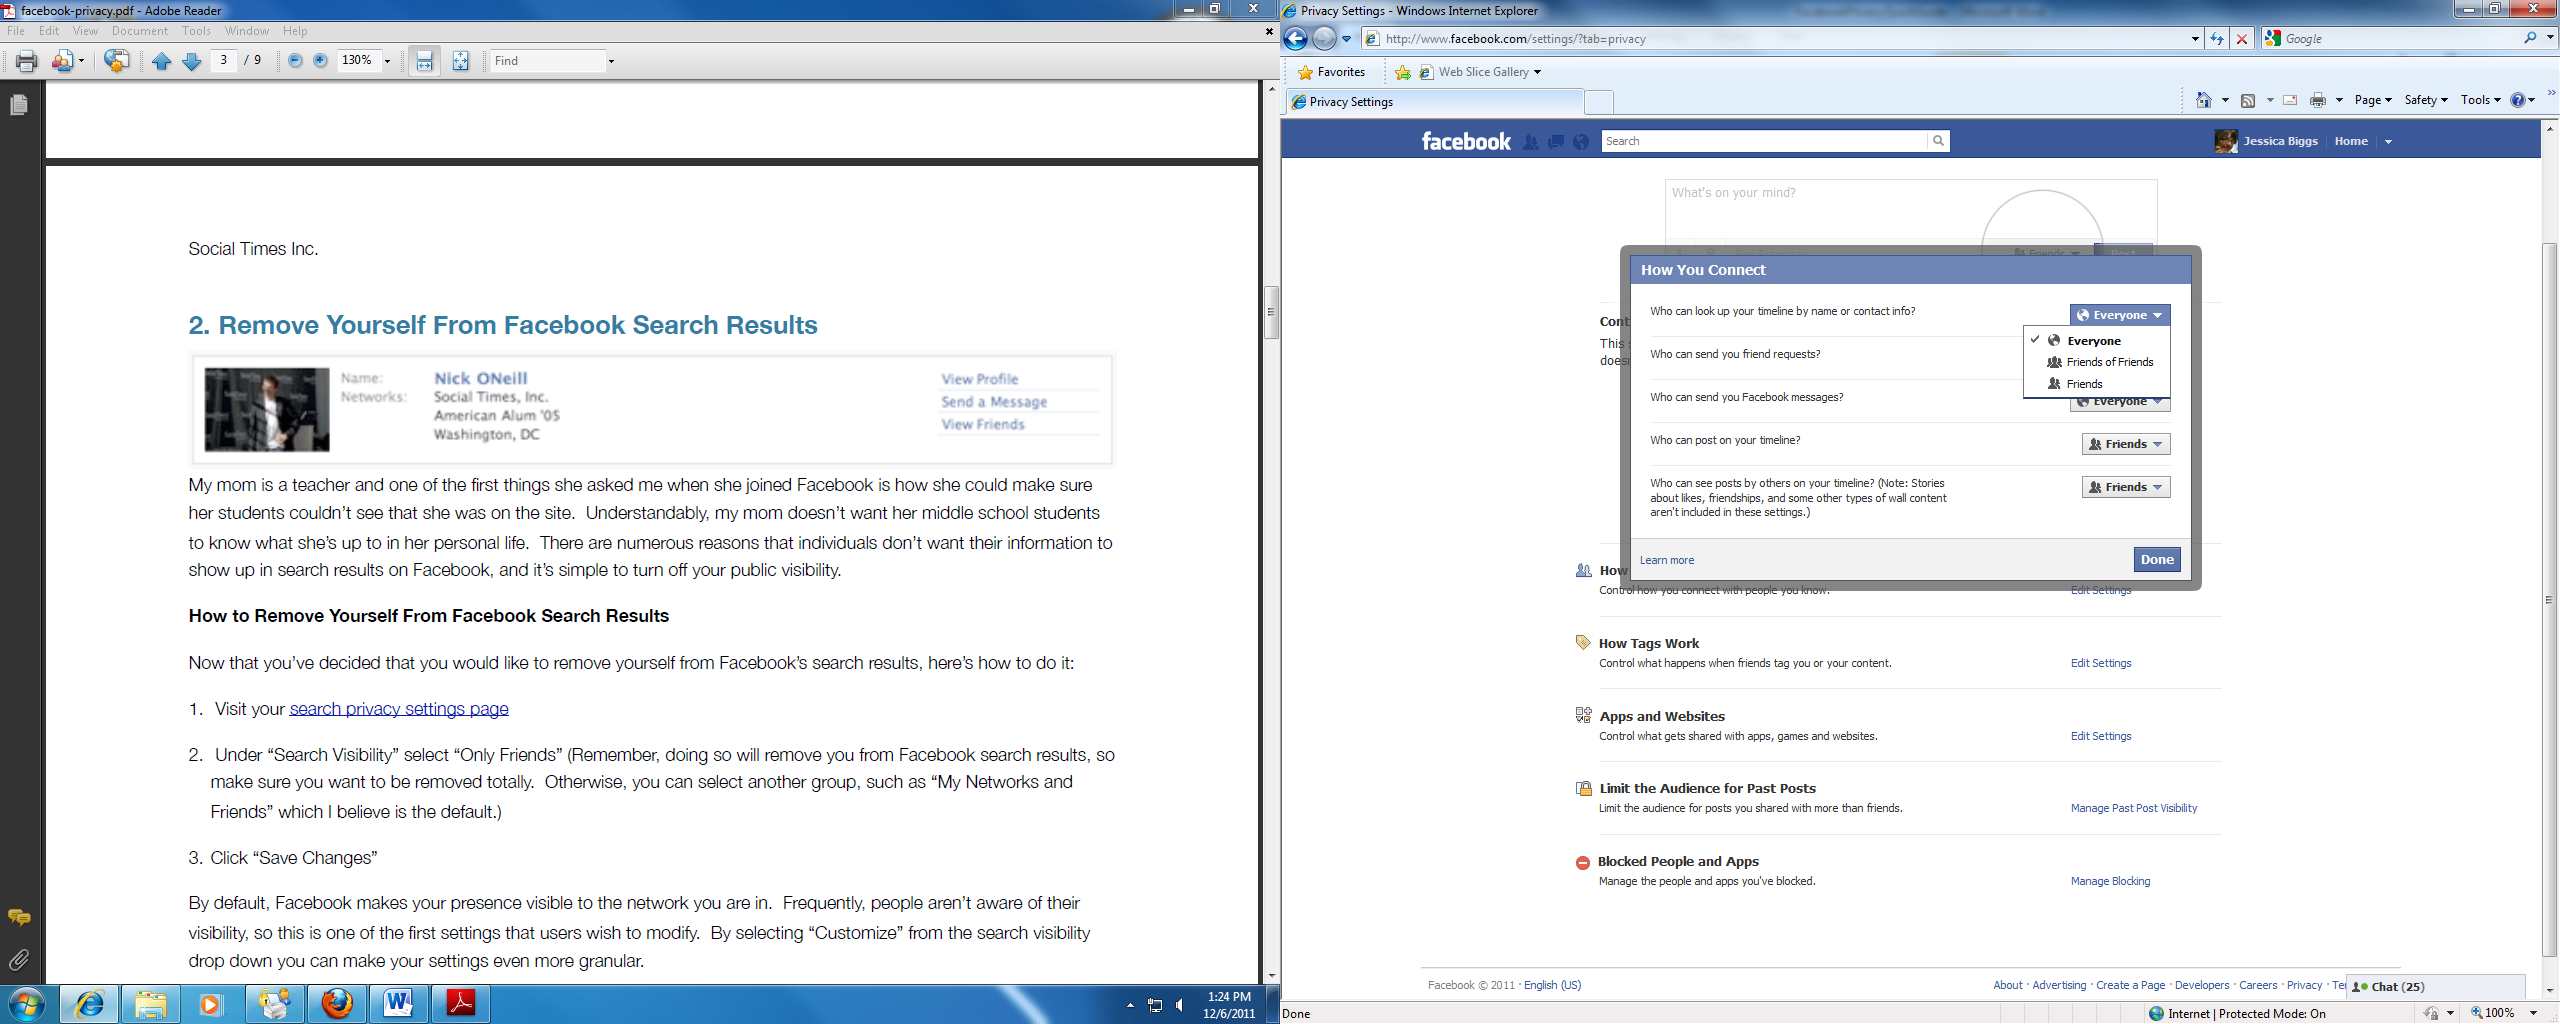 facebook-privacy.pdf - Adobe Reader
File Edit View Document Tools Window Help
3 / 9 130% Find
Social Times Inc.
2. Remove Yourself From Facebook Search Results
Name: Nick ONeill
Networks: Social Times, Inc.
American Alum '05
Washington, DC
View Profile
Send a Message
View Friends
My mom is a teacher and one of the first things she asked me when she joined Facebook is how she could make sure
her students couldn't see that she was on the site. Understandably, my mom doesn't want her middle school students
to know what she's up to in her personal life. There are numerous reasons that individuals don't want their information to
show up in search results on Facebook, and it's simple to turn off your public visibility.
How to Remove Yourself From Facebook Search Results
Now that you've decided that you would like to remove yourself from Facebook's search results, here's how to do it:
1. Visit your search privacy settings page
2. Under “Search Visibility” select “Only Friends” (Remember, doing so will remove you from Facebook search results, so
make sure you want to be removed totally. Otherwise, you can select another group, such as “My Networks and
Friends” which I believe is the default.)
3. Click “Save Changes”
By default, Facebook makes your presence visible to the network you are in. Frequently, people aren't aware of their
visibility, so this is one of the first settings that users wish to modify. By selecting “Customize” from the search visibility
drop down you can make your settings even more granular.
1:24 PM
12/6/2011
Privacy Settings - Windows Internet Explorer
http://www.facebook.com/settings/?tab=privacy
Google
Favorites Web Slice Gallery
Privacy Settings
Page Safety Tools
facebook Search Jessica Biggs Home
What's on your mind?
Friends Post
How You Connect
Who can look up your timeline by name or contact info? Everyone
Everyone
Friends of Friends
Friends
Who can send you friend requests?
Who can send you Facebook messages? Everyone
Who can post on your timeline? Friends
Who can see posts by others on your timeline? (Note: Stories
about likes, friendships, and some other types of wall content
aren't included in these settings.)
Friends
Learn more Done
Cont
This
does
How
Control how you connect with people you know. Edit Settings
How Tags Work
Control what happens when friends tag you or your content. Edit Settings
Apps and Websites
Control what gets shared with apps, games and websites. Edit Settings
Limit the Audience for Past Posts
Limit the audience for posts you shared with more than friends. Manage Past Post Visibility
Blocked People and Apps
Manage the people and apps you've blocked. Manage Blocking
Facebook © 2011 · English (US)
About · Advertising · Create a Page · Developers · Careers · Privacy · Te
Chat (25)
Done Internet | Protected Mode: On 100%